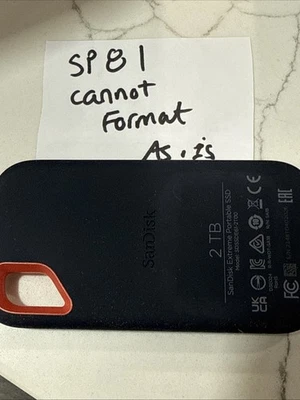 SP81
cannot
Format
As.is
SanDisk
2 TB
SanDisk Extreme Portable SSD